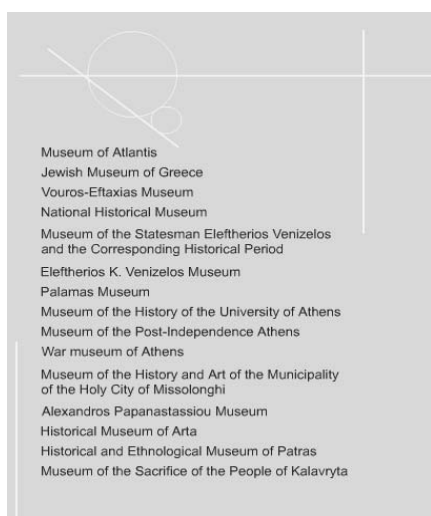 Museum of Atlantis
Jewish Museum of Greece
Vouros-Eftaxias Museum
National Historical Museum
Museum of the Statesman Eleftherios Venizelos
and the Corresponding Historical Period
Eleftherios K. Venizelos Museum
Palamas Museum
Museum of the History of the University of Athens
Museum of the Post-Independence Athens
War museum of Athens
Museum of the History and Art of the Municipality
of the Holy City of Missolonghi
Alexandros Papanastassiou Museum
Historical Museum of Arta
Historical and Ethnological Museum of Patras
Museum of the Sacrifice of the People of Kalavryta